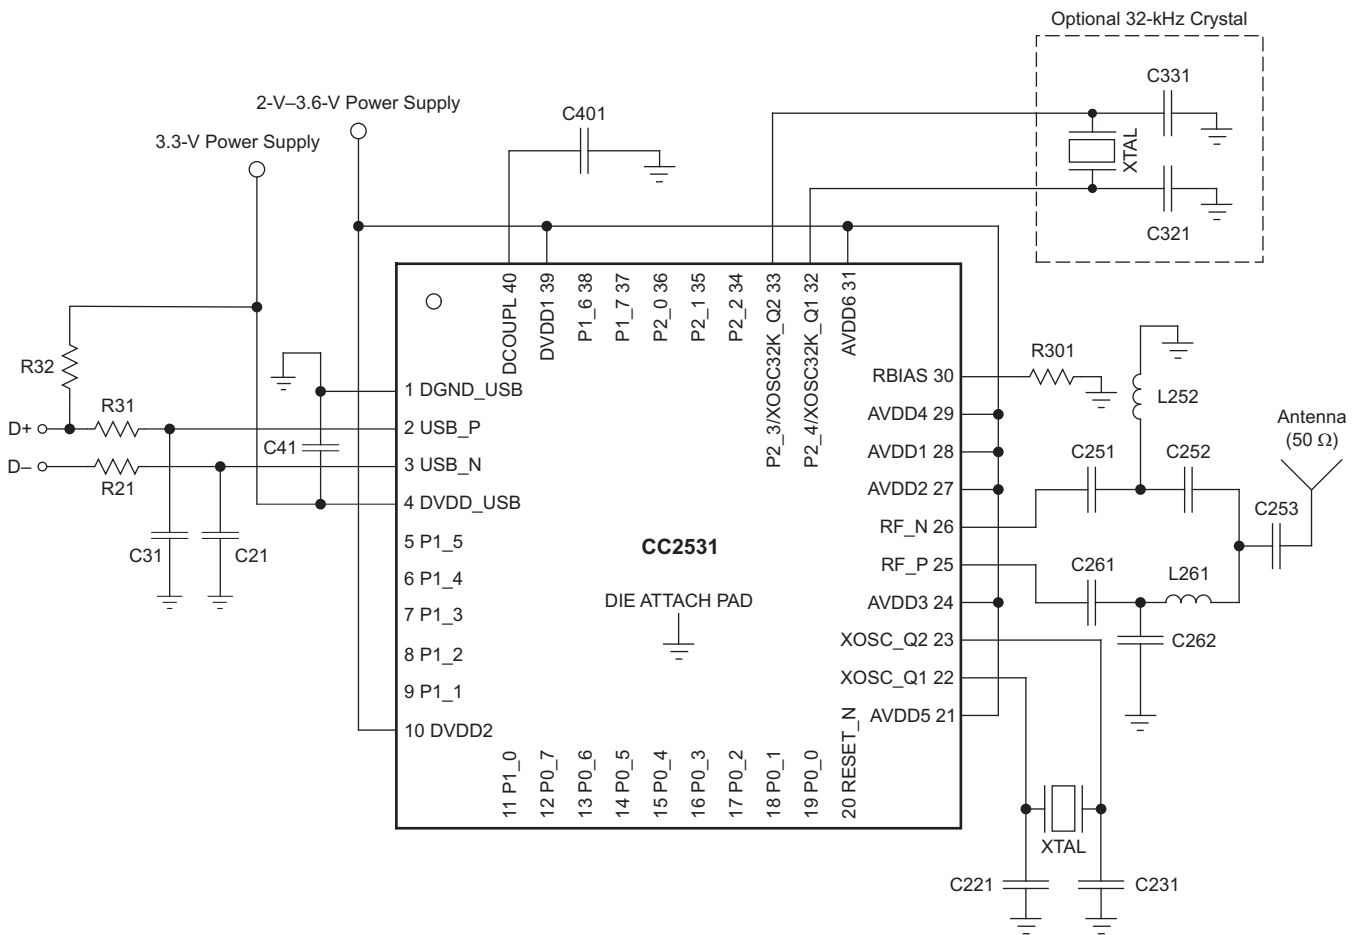 Optional 32-kHz Crystal
C331
XTAL
C321
2-V–3.6-V Power Supply
3.3-V Power Supply
C401
DCOUPL 40
DVDD1 39
P1_6 38
P1_7 37
P2_0 36
P2_1 35
P2_2 34
P2_3/XOSC32K_Q2 33
P2_4/XOSC32K_Q1 32
AVDD6 31
R32
R31
D+
D–
R21
C41
C31
C21
1 DGND_USB
2 USB_P
3 USB_N
4 DVDD_USB
5 P1_5
6 P1_4
7 P1_3
8 P1_2
9 P1_1
10 DVDD2
CC2531
DIE ATTACH PAD
RBIAS 30
AVDD4 29
AVDD1 28
AVDD2 27
RF_N 26
RF_P 25
AVDD3 24
XOSC_Q2 23
XOSC_Q1 22
AVDD5 21
R301
L252
C251
C252
C253
Antenna
(50 Ω)
C261
L261
C262
11 P1_0
12 P0_7
13 P0_6
14 P0_5
15 P0_4
16 P0_3
17 P0_2
18 P0_1
19 P0_0
20 RESET_N
XTAL
C221
C231